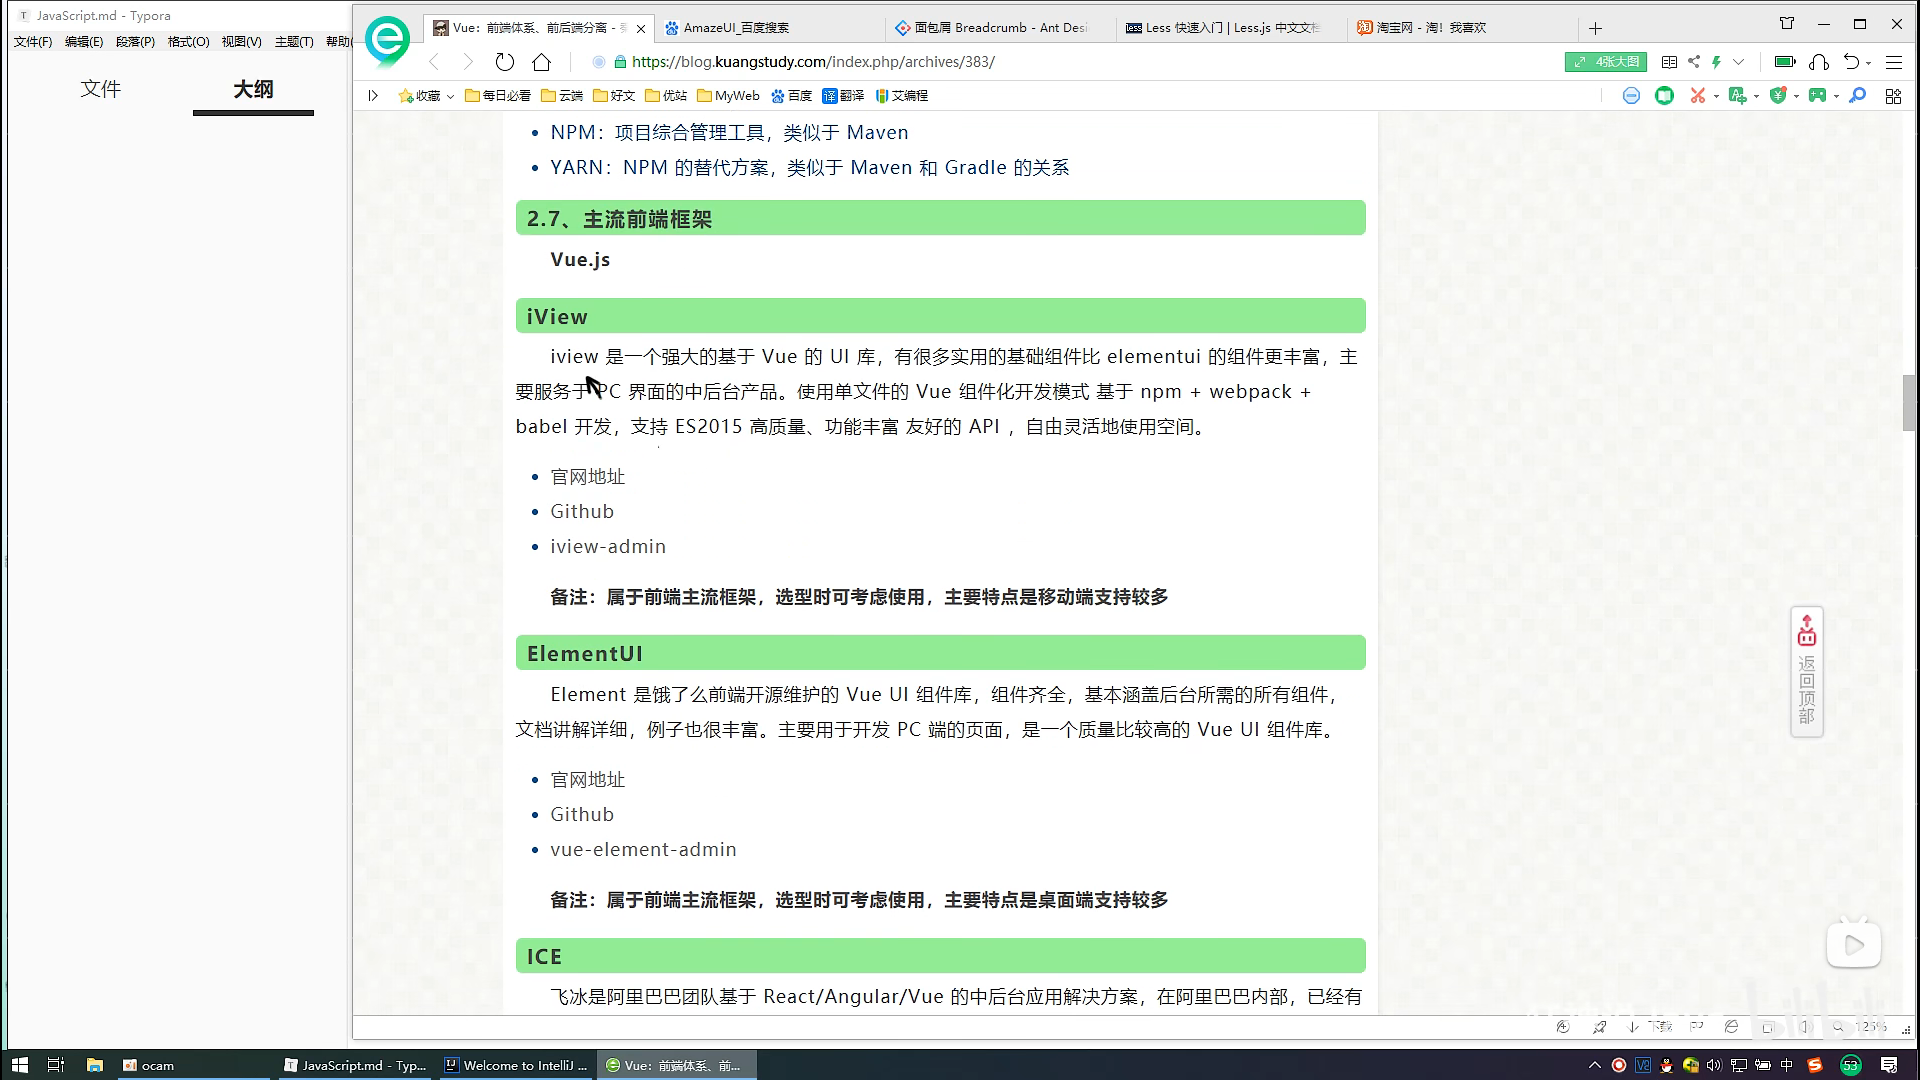 JavaScript.md - Typora
文件(F) 编辑(E) 段落(P) 格式(O) 视图(V) 主题(T) 帮助(
文件 大纲
Vue：前端体系、前后端分离 -
AmazeUI_百度搜索
面包屑 Breadcrumb - Ant Desi
Less 快速入门 | Less.js 中文文档
淘宝网 - 淘！我喜欢
https://blog.kuangstudy.com/index.php/archives/383/
4张大图
收藏 每日必看 云端 好文 优站 MyWeb 百度 译 翻译 艾编程
NPM：项目综合管理工具，类似于 Maven
YARN：NPM 的替代方案，类似于 Maven 和 Gradle 的关系
2.7、主流前端框架
Vue.js
iView
iview 是一个强大的基于 Vue 的 UI 库，有很多实用的基础组件比 elementui 的组件更丰富，主
要服务于 PC 界面的中后台产品。使用单文件的 Vue 组件化开发模式 基于 npm + webpack +
babel 开发，支持 ES2015 高质量、功能丰富 友好的 API ，自由灵活地使用空间。
官网地址
Github
iview-admin
备注：属于前端主流框架，选型时可考虑使用，主要特点是移动端支持较多
ElementUI
Element 是饿了么前端开源维护的 Vue UI 组件库，组件齐全，基本涵盖后台所需的所有组件，
文档讲解详细，例子也很丰富。主要用于开发 PC 端的页面，是一个质量比较高的 Vue UI 组件库。
官网地址
Github
vue-element-admin
备注：属于前端主流框架，选型时可考虑使用，主要特点是桌面端支持较多
ICE
飞冰是阿里巴巴团队基于 React/Angular/Vue 的中后台应用解决方案，在阿里巴巴内部，已经有
返回顶部
下载 125%
ocam
JavaScript.md - Typ...
Welcome to IntelliJ ...
Vue：前端体系、前...
中
53